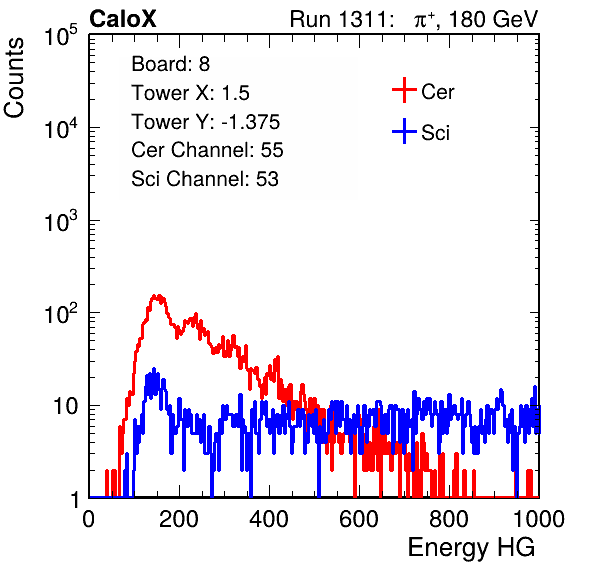 CaloX Run 1311: π⁺, 180 GeV
Counts
10⁵
10⁴
10³
10²
10
1
Board: 8
Tower X: 1.5
Tower Y: -1.375
Cer Channel: 55
Sci Channel: 53
Cer
Sci
0 200 400 600 800 1000
Energy HG